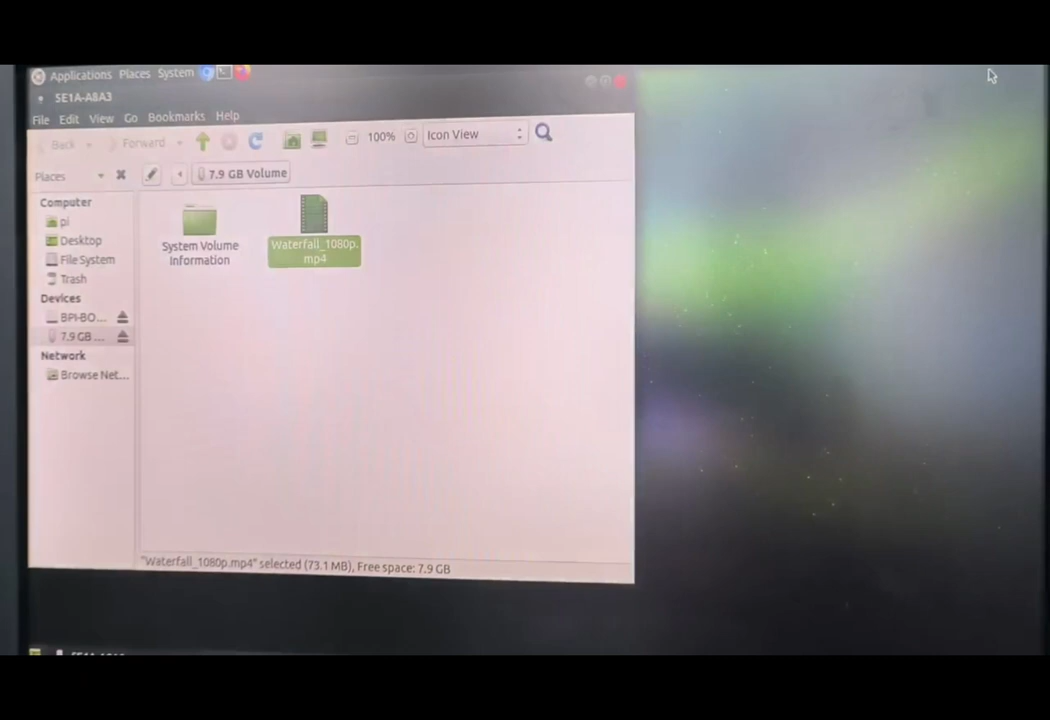 Applications Places System
5E1A-A8A3
File Edit View Go Bookmarks Help
Back Forward 100% Icon View
Places 7.9 GB Volume
Computer
pi
Desktop
File System
Trash
Devices
BPI-BO...
7.9 GB ...
Network
Browse Net...
System Volume
Information
Waterfall_1080p.
mp4
"Waterfall_1080p.mp4" selected (73.1 MB), Free space: 7.9 GB